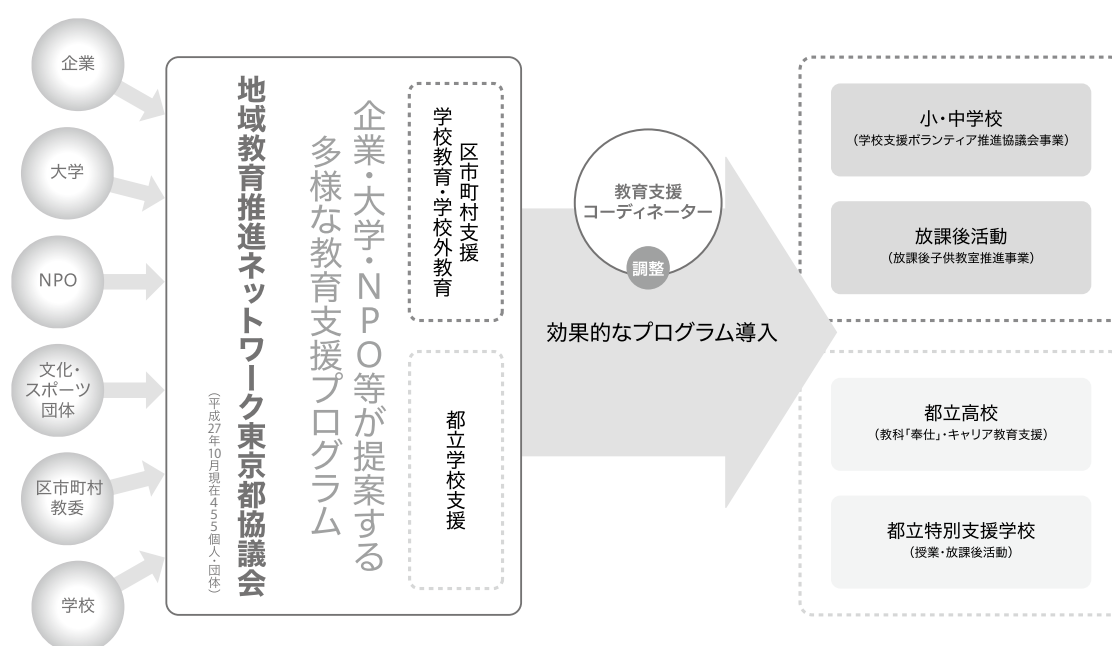 企業
大学
NPO
文化・
スポーツ
団体
区市町村
教委
学校
地域教育推進ネットワーク東京都協議会
（平成27年10月現在455個人・団体）
企業・大学・NPO等が提案する
多様な教育支援プログラム
区市町村支援
学校教育・学校外教育
都立学校支援
教育支援
コーディネーター
調整
効果的なプログラム導入
小・中学校
（学校支援ボランティア推進協議会事業）
放課後活動
（放課後子供教室推進事業）
都立高校
（教科「奉仕」・キャリア教育支援）
都立特別支援学校
（授業・放課後活動）